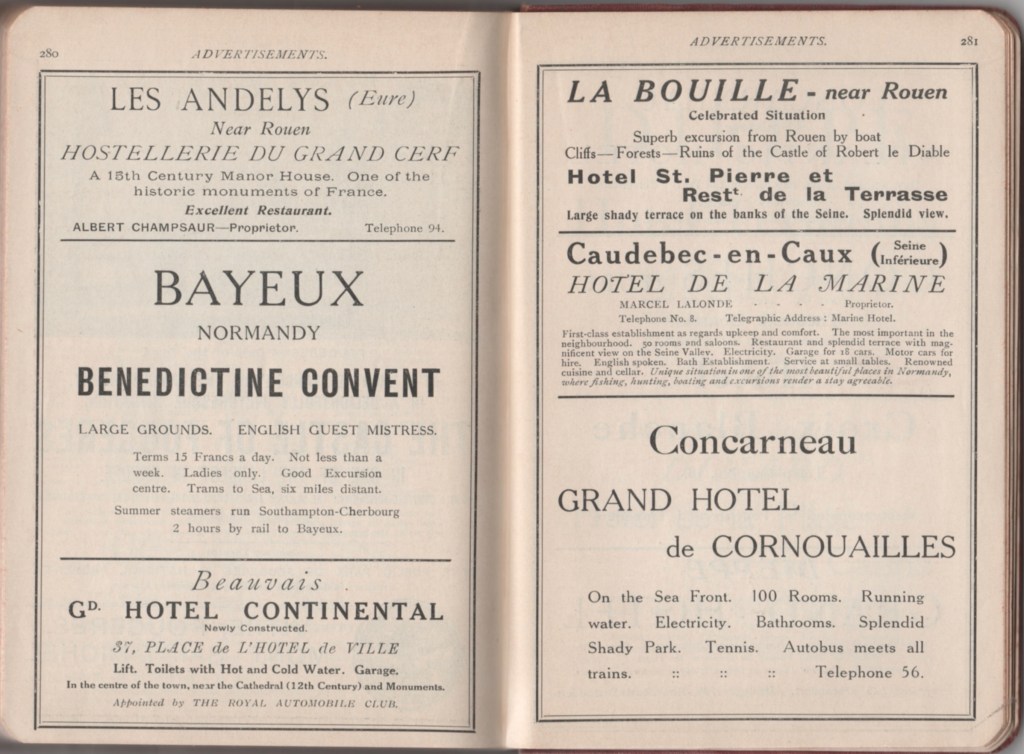 280
ADVERTISEMENTS.
LES ANDELYS (Eure)
Near Rouen
HOSTELLERIE DU GRAND CERF
A 15th Century Manor House. One of the
historic monuments of France.
Excellent Restaurant.
ALBERT CHAMPSAUR—Proprietor. Telephone 94.
BAYEUX
NORMANDY
BENEDICTINE CONVENT
LARGE GROUNDS. ENGLISH GUEST MISTRESS.
Terms 15 Francs a day. Not less than a
week. Ladies only. Good Excursion
centre. Trams to Sea, six miles distant.
Summer steamers run Southampton-Cherbourg
2 hours by rail to Bayeux.
Beauvais
GD. HOTEL CONTINENTAL
Newly Constructed.
37, PLACE de L'HOTEL de VILLE
Lift. Toilets with Hot and Cold Water. Garage.
In the centre of the town, near the Cathedral (12th Century) and Monuments.
Appointed by THE ROYAL AUTOMOBILE CLUB.
ADVERTISEMENTS.
281
LA BOUILLE - near Rouen
Celebrated Situation
Superb excursion from Rouen by boat
Cliffs—Forests—Ruins of the Castle of Robert le Diable
Hotel St. Pierre et
Restt. de la Terrasse
Large shady terrace on the banks of the Seine. Splendid view.
Caudebec-en-Caux (Seine Inférieure)
HOTEL DE LA MARINE
MARCEL LALONDE - - - - Proprietor.
Telephone No. 8. Telegraphic Address : Marine Hotel.
First-class establishment as regards upkeep and comfort. The most important in the
neighbourhood. 50 rooms and saloons. Restaurant and splendid terrace with mag-
nificent view on the Seine Valley. Electricity. Garage for 18 cars. Motor cars for
hire. English spoken. Bath Establishment. Service at small tables. Renowned
cuisine and cellar. Unique situation in one of the most beautiful places in Normandy,
where fishing, hunting, boating and excursions render a stay agreeable.
Concarneau
GRAND HOTEL
de CORNOUAILLES
On the Sea Front. 100 Rooms. Running
water. Electricity. Bathrooms. Splendid
Shady Park. Tennis. Autobus meets all
trains. :: :: :: Telephone 56.